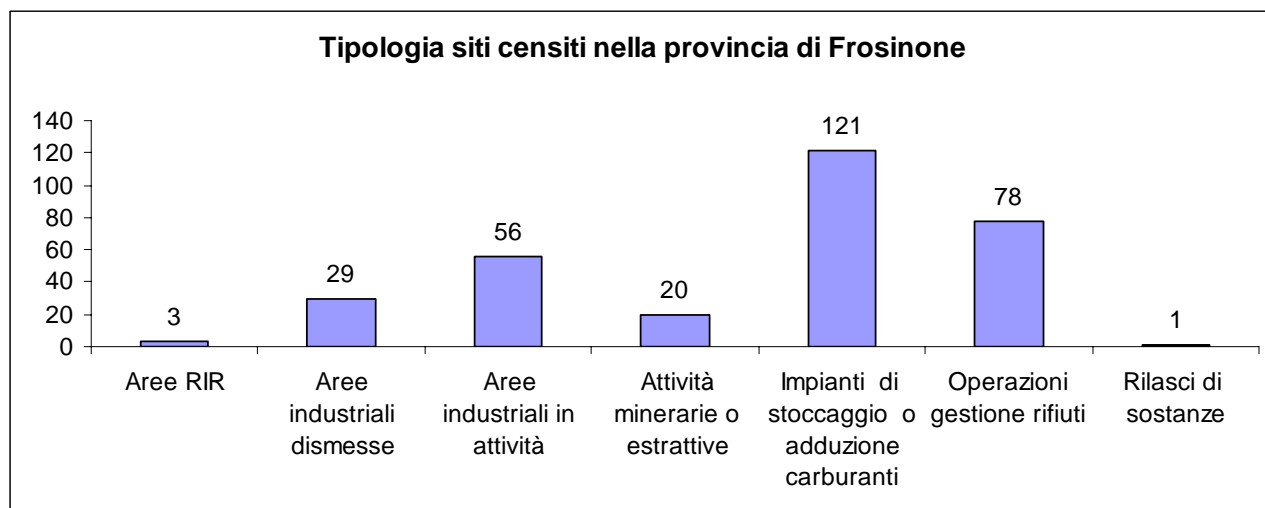 Tipologia siti censiti nella provincia di Frosinone
140
120
100
80
60
40
20
0
3
29
56
20
121
78
1
Aree RIR
Aree
industriali
dismesse
Aree
industriali in
attività
Attività
minerarie o
estrattive
Impianti di
stoccaggio o
adduzione
carburanti
Operazioni
gestione rifiuti
Rilasci di
sostanze